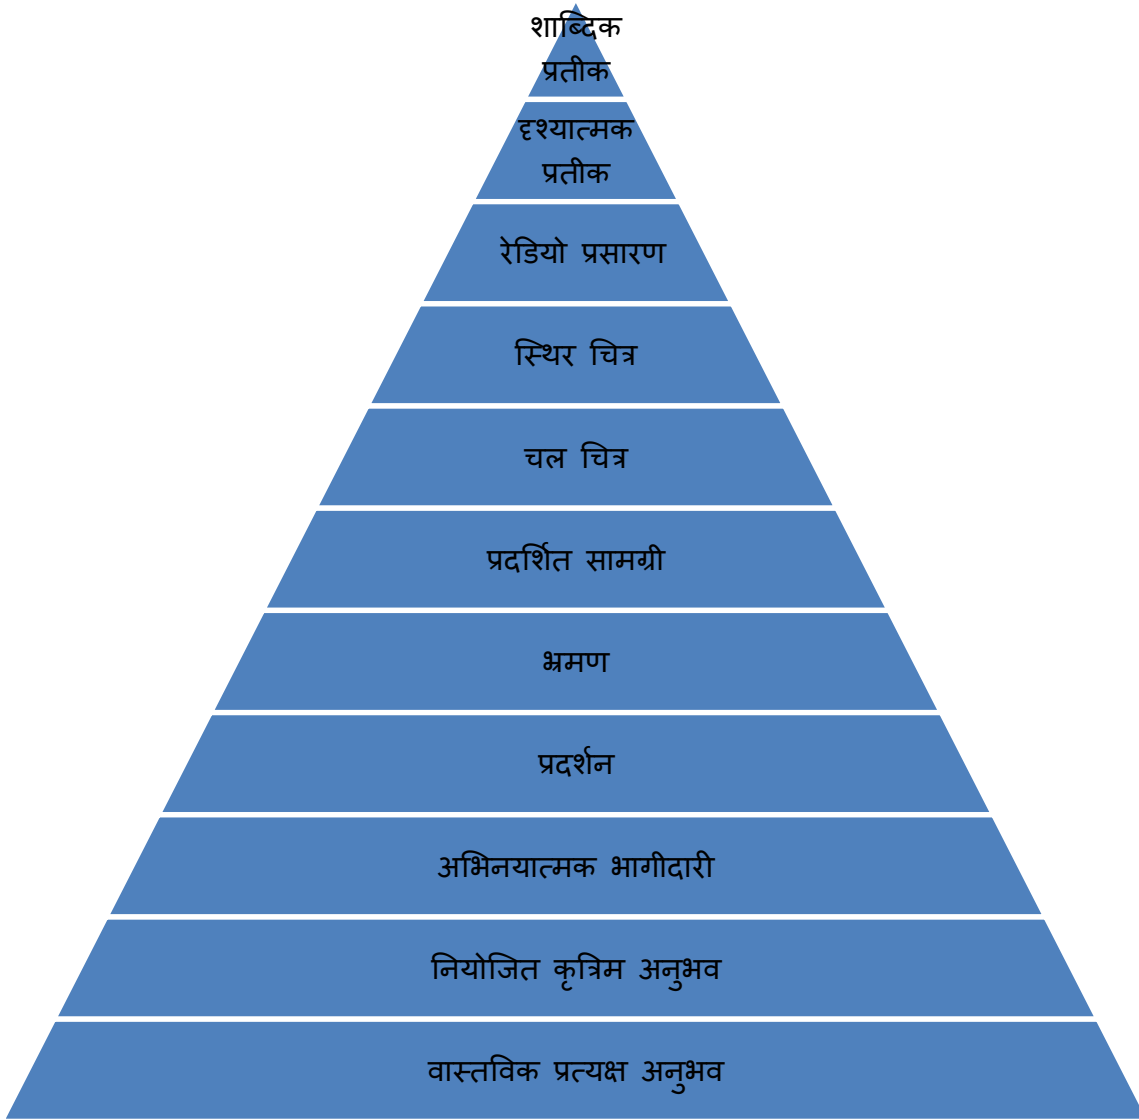 शाब्दिक
प्रतीक
दृश्यात्मक
प्रतीक
रेडियो प्रसारण
स्थिर चित्र
चल चित्र
प्रदर्शित सामग्री
भ्रमण
प्रदर्शन
अभिनयात्मक भागीदारी
नियोजित कृत्रिम अनुभव
वास्तविक प्रत्यक्ष अनुभव